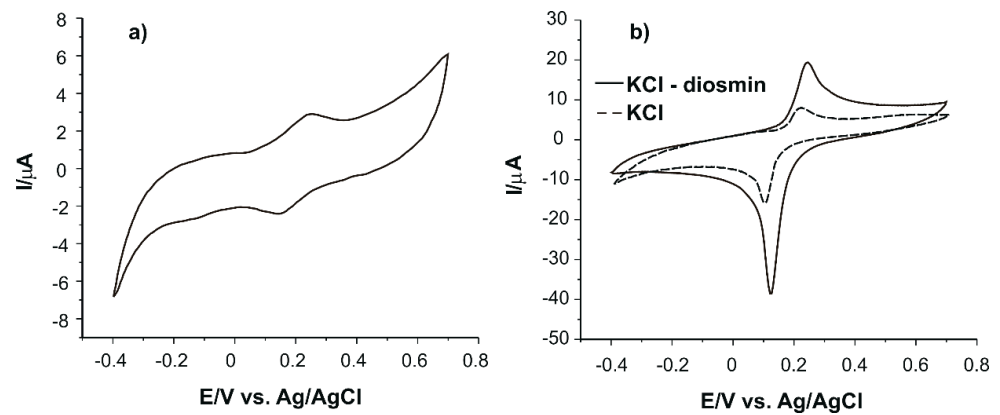 a)
8
6
4
2
0
-2
-4
-6
-8
I/μA
-0.4 -0.2 0 0.2 0.4 0.6 0.8
E/V vs. Ag/AgCl
b)
KCl - diosmin
KCl
30
20
10
0
-10
-20
-30
-40
-50
I/μA
-0.4 -0.2 0 0.2 0.4 0.6 0.8
E/V vs. Ag/AgCl